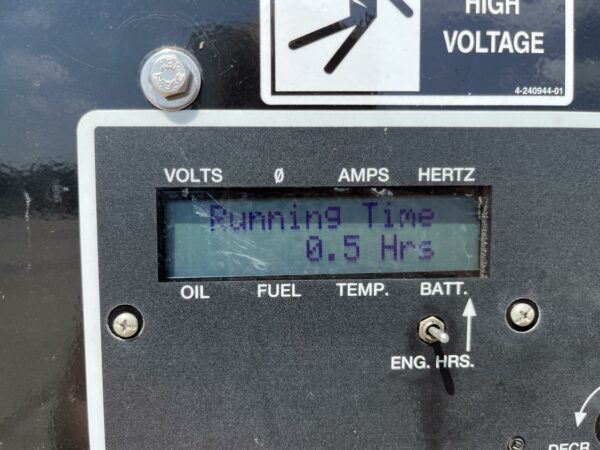 HIGH
VOLTAGE
4-240944-01
VOLTS Ø AMPS HERTZ
Running Time
0.5 Hrs
OIL FUEL TEMP. BATT.
ENG. HRS.
DECR